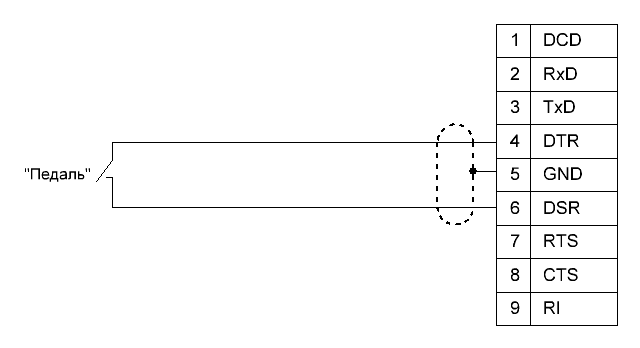 1 DCD
2 RxD
3 TxD
4 DTR
"Педаль" 5 GND
6 DSR
7 RTS
8 CTS
9 RI